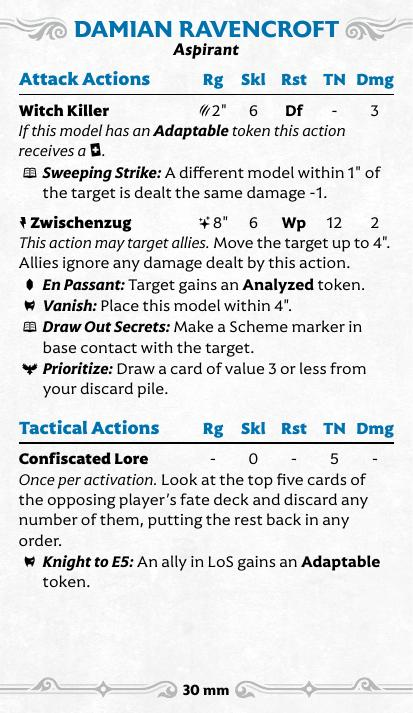 DAMIAN RAVENCROFT
Aspirant
Attack Actions Rg Skl Rst TN Dmg
Witch Killer 2" 6 Df - 3
If this model has an Adaptable token this action
receives a .
Sweeping Strike: A different model within 1" of
the target is dealt the same damage -1.
Zwischenzug 8" 6 Wp 12 2
This action may target allies. Move the target up to 4".
Allies ignore any damage dealt by this action.
En Passant: Target gains an Analyzed token.
Vanish: Place this model within 4".
Draw Out Secrets: Make a Scheme marker in
base contact with the target.
Prioritize: Draw a card of value 3 or less from
your discard pile.
Tactical Actions Rg Skl Rst TN Dmg
Confiscated Lore - 0 - 5 -
Once per activation. Look at the top five cards of
the opposing player's fate deck and discard any
number of them, putting the rest back in any
order.
Knight to E5: An ally in LoS gains an Adaptable
token.
30 mm